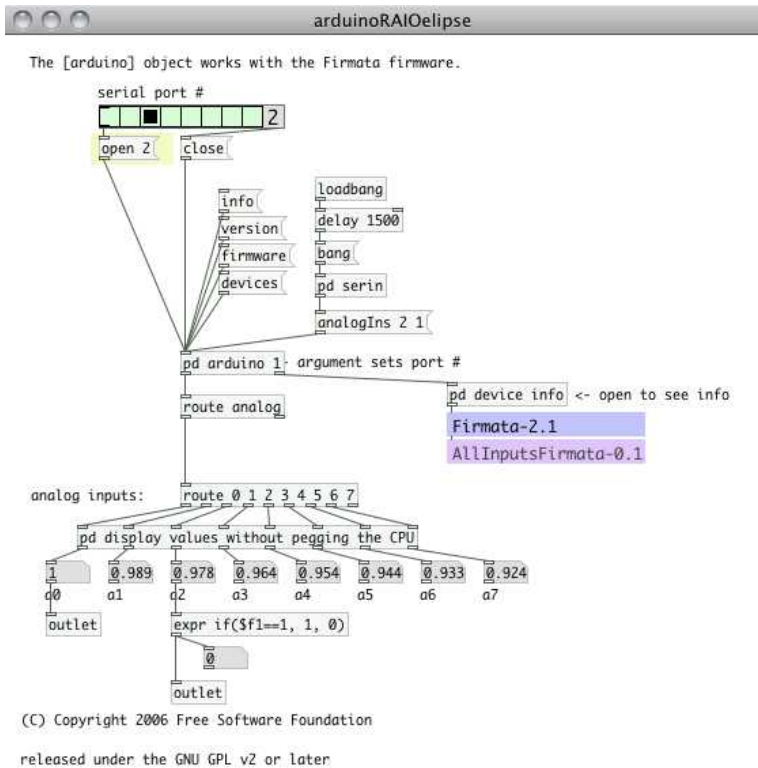 arduinoRAIOelipse
The [arduino] object works with the Firmata firmware.
serial port #
2
open 2
close
info
version
firmware
devices
loadbang
delay 1500
bang
pd serin
analogIns 2 1
pd arduino 1 - argument sets port #
pd device info <- open to see info
route analog
Firmata-2.1
AllInputsFirmata-0.1
analog inputs: route 0 1 2 3 4 5 6 7
pd display values without pegging the CPU
1 0.989 0.978 0.964 0.954 0.944 0.933 0.924
a0 a1 a2 a3 a4 a5 a6 a7
outlet
expr if($f1==1, 1, 0)
0
outlet
(C) Copyright 2006 Free Software Foundation
released under the GNU GPL v2 or later